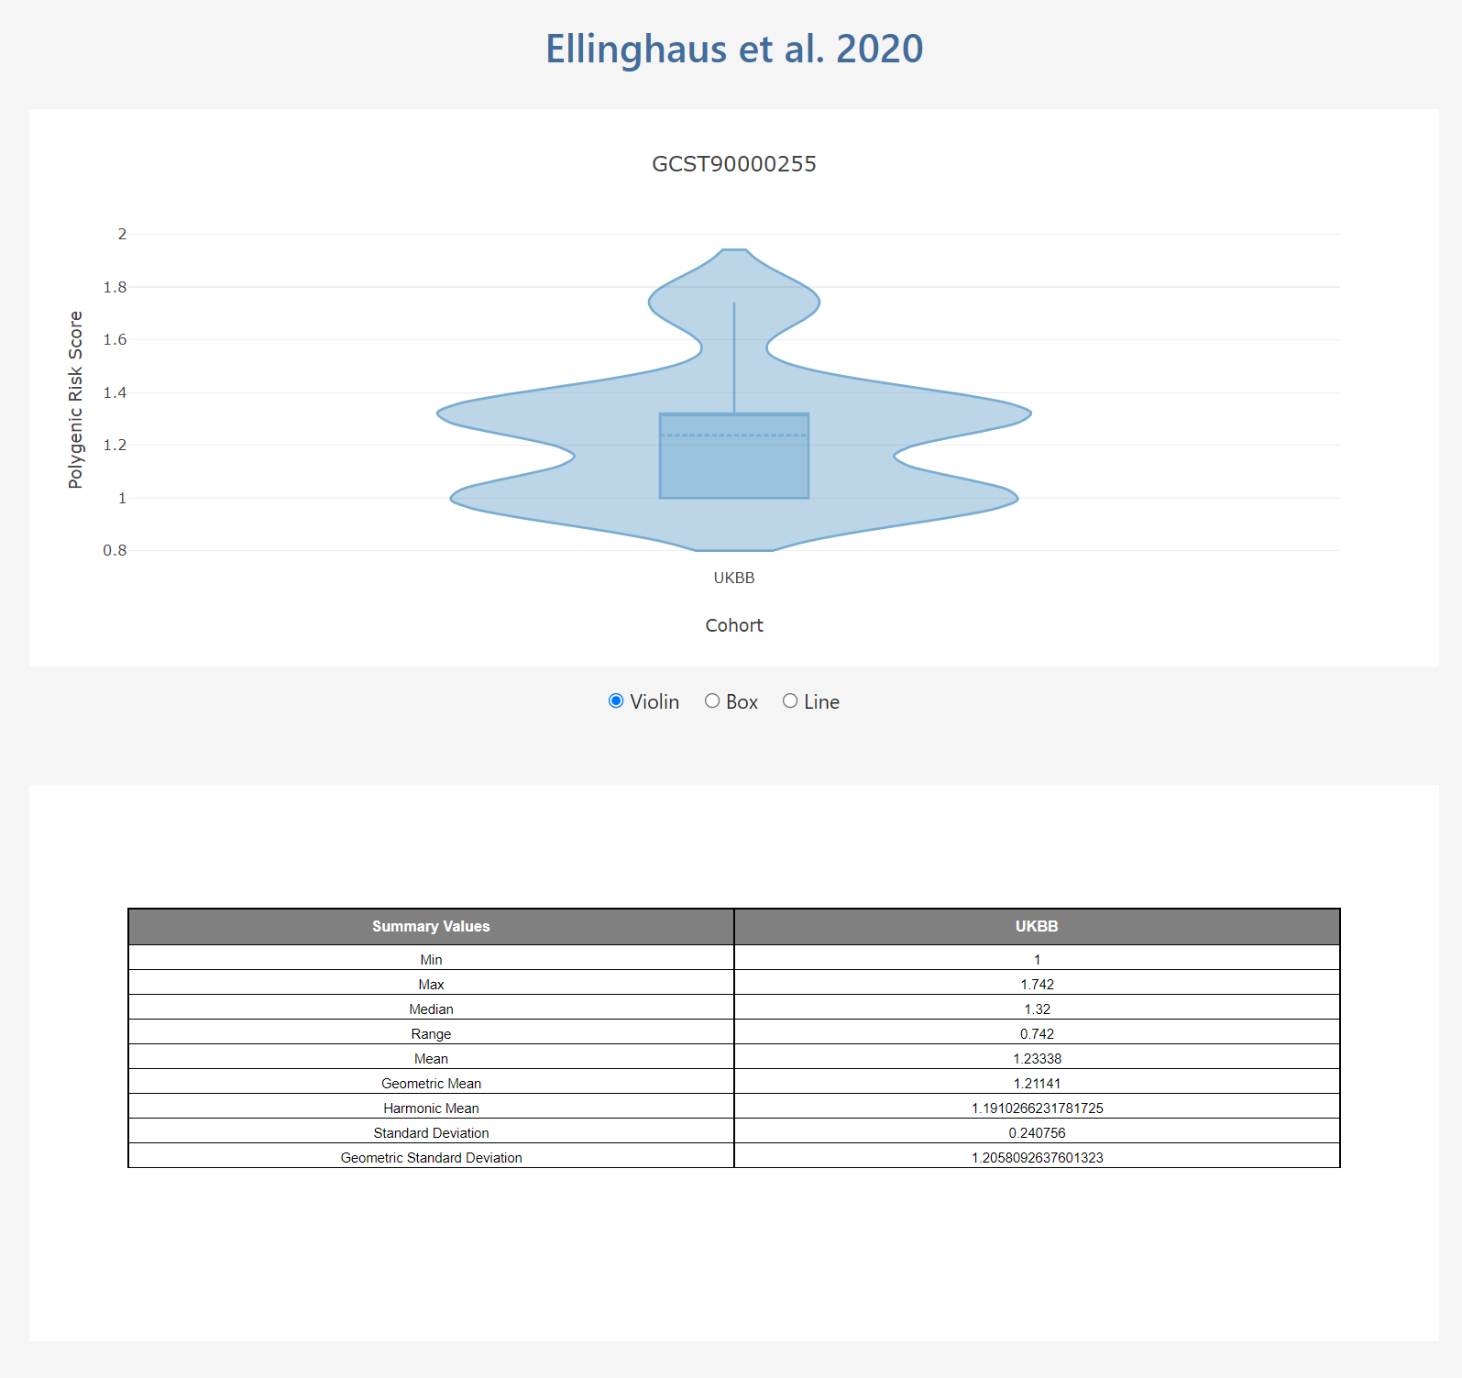 Ellinghaus et al. 2020
GCST90000255
Polygenic Risk Score
2
1.8
1.6
1.4
1.2
1
0.8
UKBB
Cohort
Violin Box Line
Summary Values UKBB
Min 1
Max 1.742
Median 1.32
Range 0.742
Mean 1.23338
Geometric Mean 1.21141
Harmonic Mean 1.1910266231781725
Standard Deviation 0.240756
Geometric Standard Deviation 1.2058092637601323